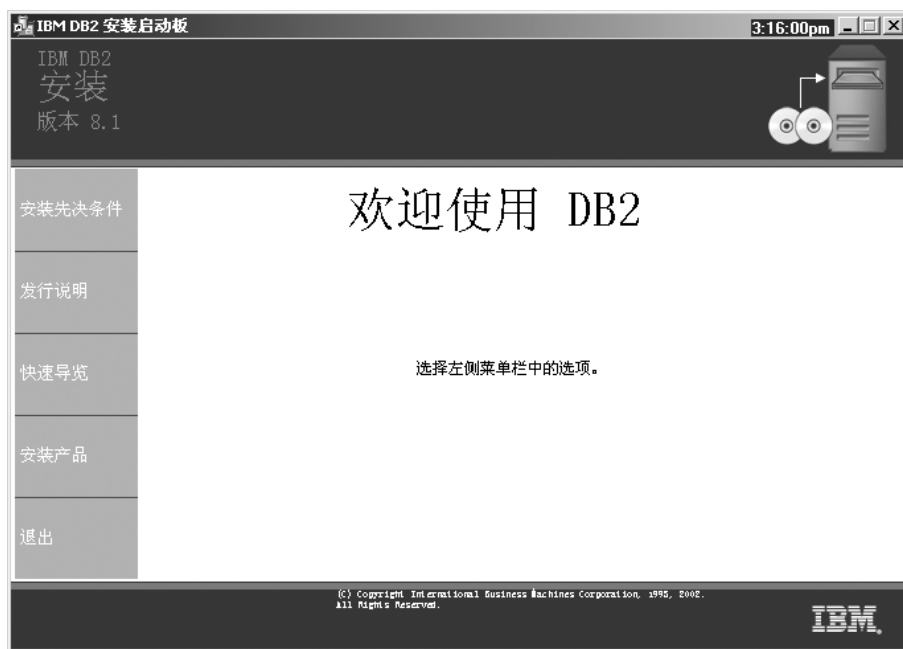 IBM DB2 安装启动板
3:16:00pm
IBM DB2
安装
版本 8.1
安装先决条件
发行说明
快速导览
安装产品
退出
欢迎使用 DB2
选择左侧菜单栏中的选项。
(C) Copyright International Business Machines Corporation, 1995, 2002.
All Rights Reserved.
IBM